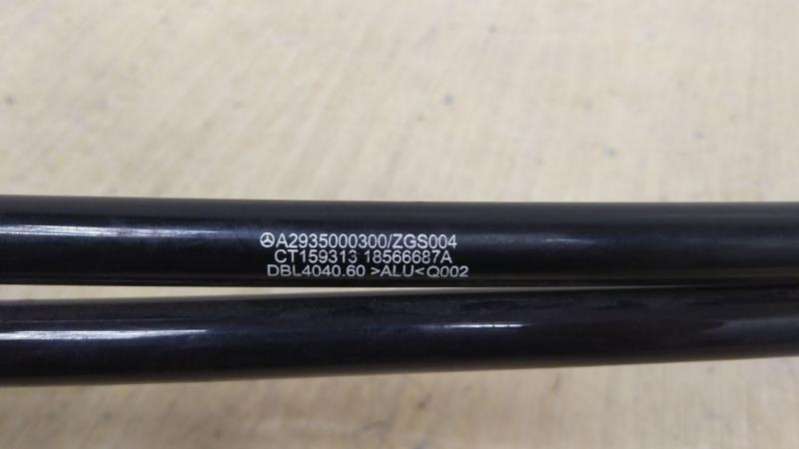 A2935000300/ZGS004
CT159313 18566687A
DBL4040.60 >ALU<Q002